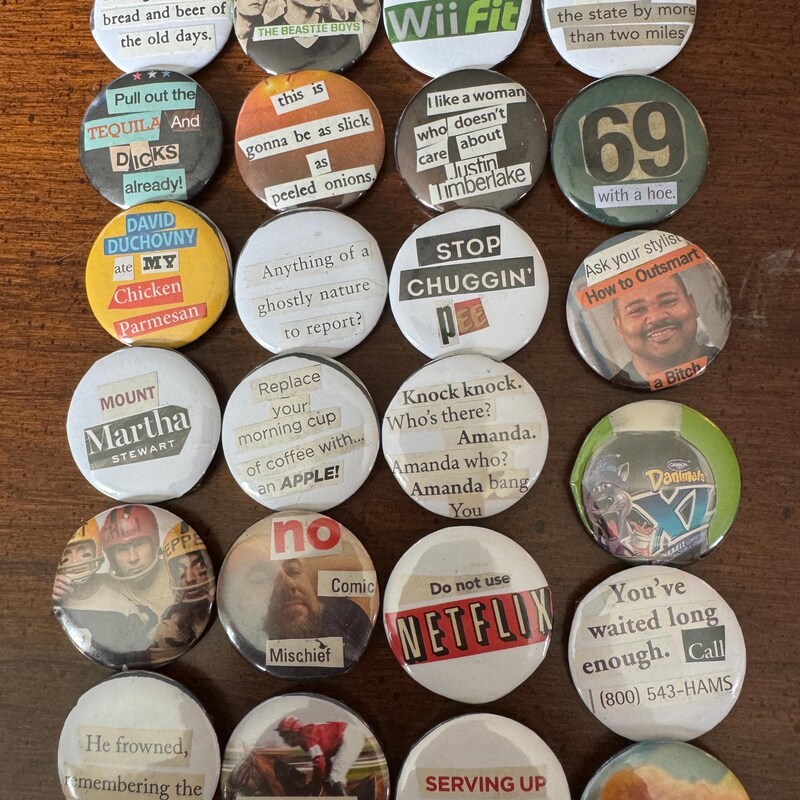 bread and beer of
the old days.
THE BEASTIE BOYS
Wii Fit
the state by more
than two miles
Pull out the
TEQUILA And
DICKS
already!
this is
gonna be as slick
as
peeled onions.
I like a woman
who doesn't
care about
Justin
Timberlake
69
with a hoe.
DAVID
DUCHOVNY
ate MY
Chicken
Parmesan
Anything of a
ghostly nature
to report?
STOP
CHUGGIN'
PEE
Ask your stylist
How to Outsmart
a Bitch
MOUNT
Martha
STEWART
Replace
your
morning cup
of coffee with...
an APPLE!
Knock knock.
Who's there?
Amanda.
Amanda who?
Amanda bang
You
Danimals
XL
no
Comic
Mischief
Do not use
NETFLIX
You've
waited long
enough. Call
(800) 543-HAMS
He frowned,
remembering the
SERVING UP